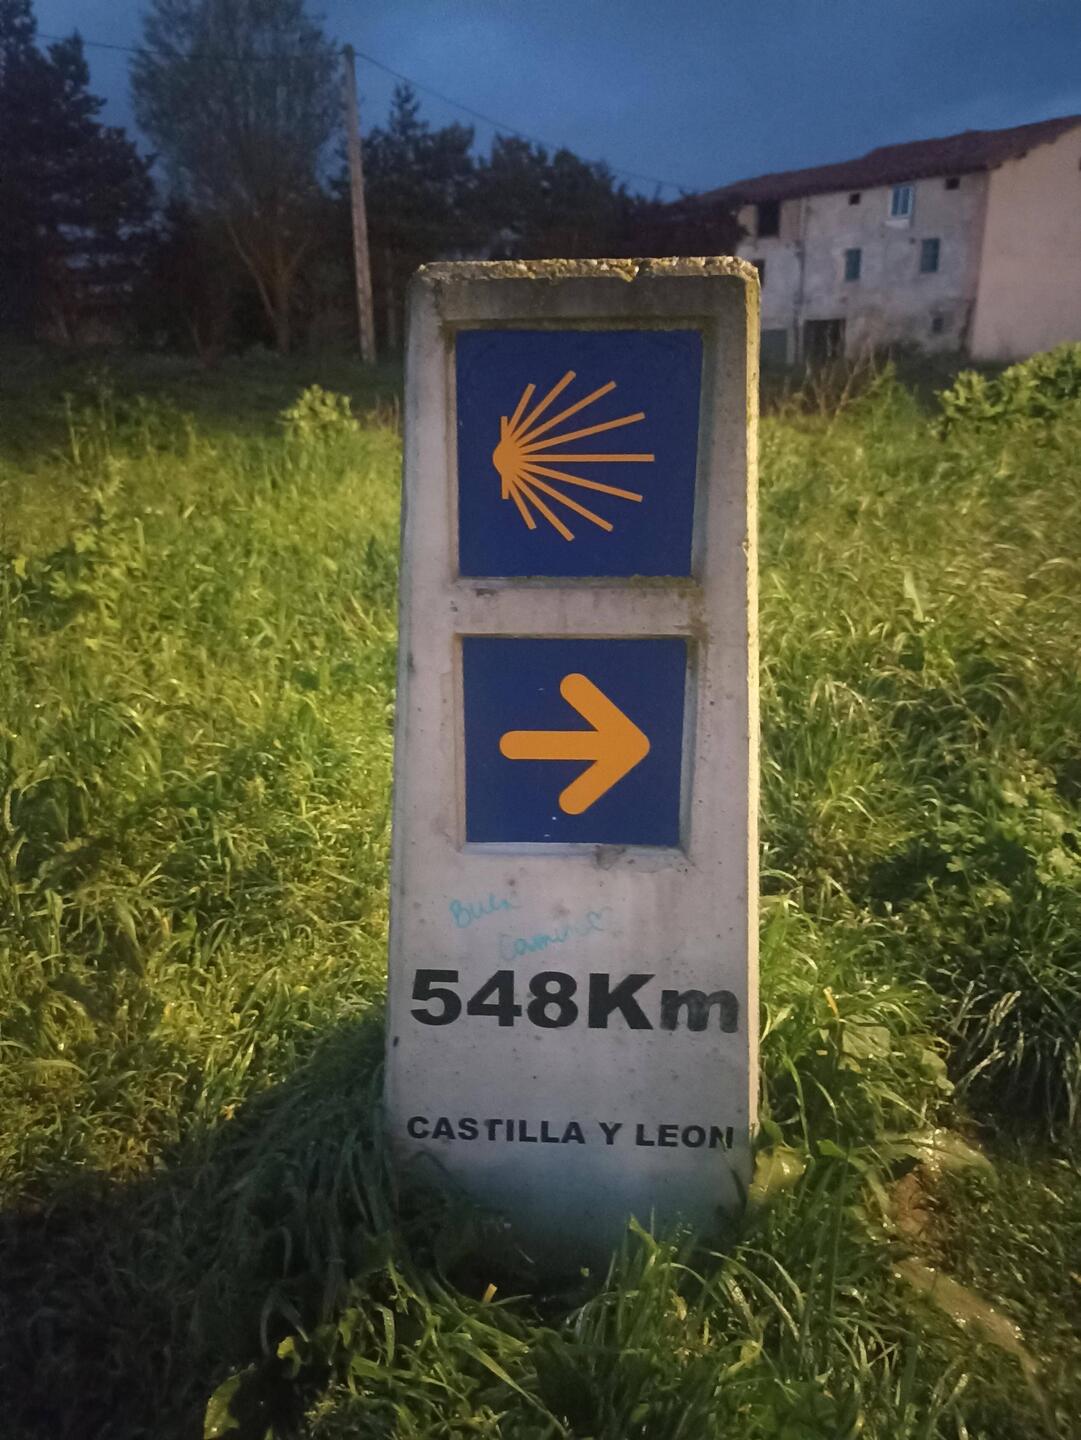 Buen
Camino
548Km
CASTILLA Y LEON